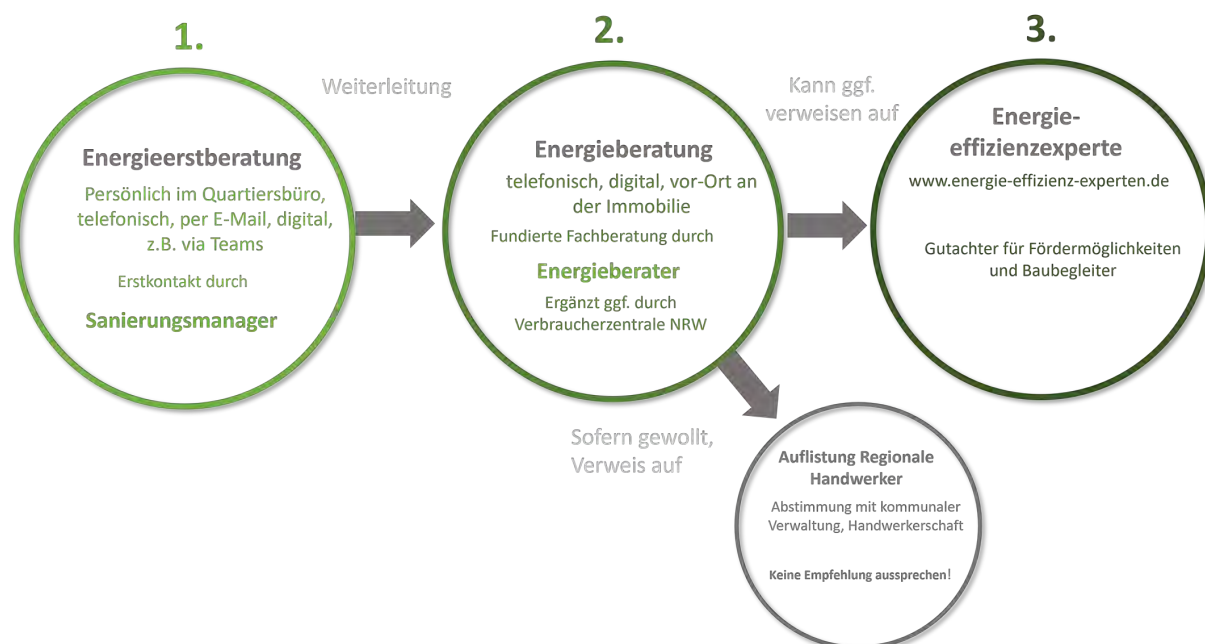 1.
Energieerstberatung
Persönlich im Quartiersbüro,
telefonisch, per E-Mail, digital,
z.B. via Teams
Erstkontakt durch
Sanierungsmanager
Weiterleitung
2.
Energieberatung
telefonisch, digital, vor-Ort an
der Immobilie
Fundierte Fachberatung durch
Energieberater
Ergänzt ggf. durch
Verbraucherzentrale NRW
Kann ggf.
verweisen auf
3.
Energie-
effizienzexperte
www.energie-effizienz-experten.de
Gutachter für Fördermöglichkeiten
und Baubegleiter
Sofern gewollt,
Verweis auf
Auflistung Regionale
Handwerker
Abstimmung mit kommunaler
Verwaltung, Handwerkerschaft
Keine Empfehlung aussprechen!